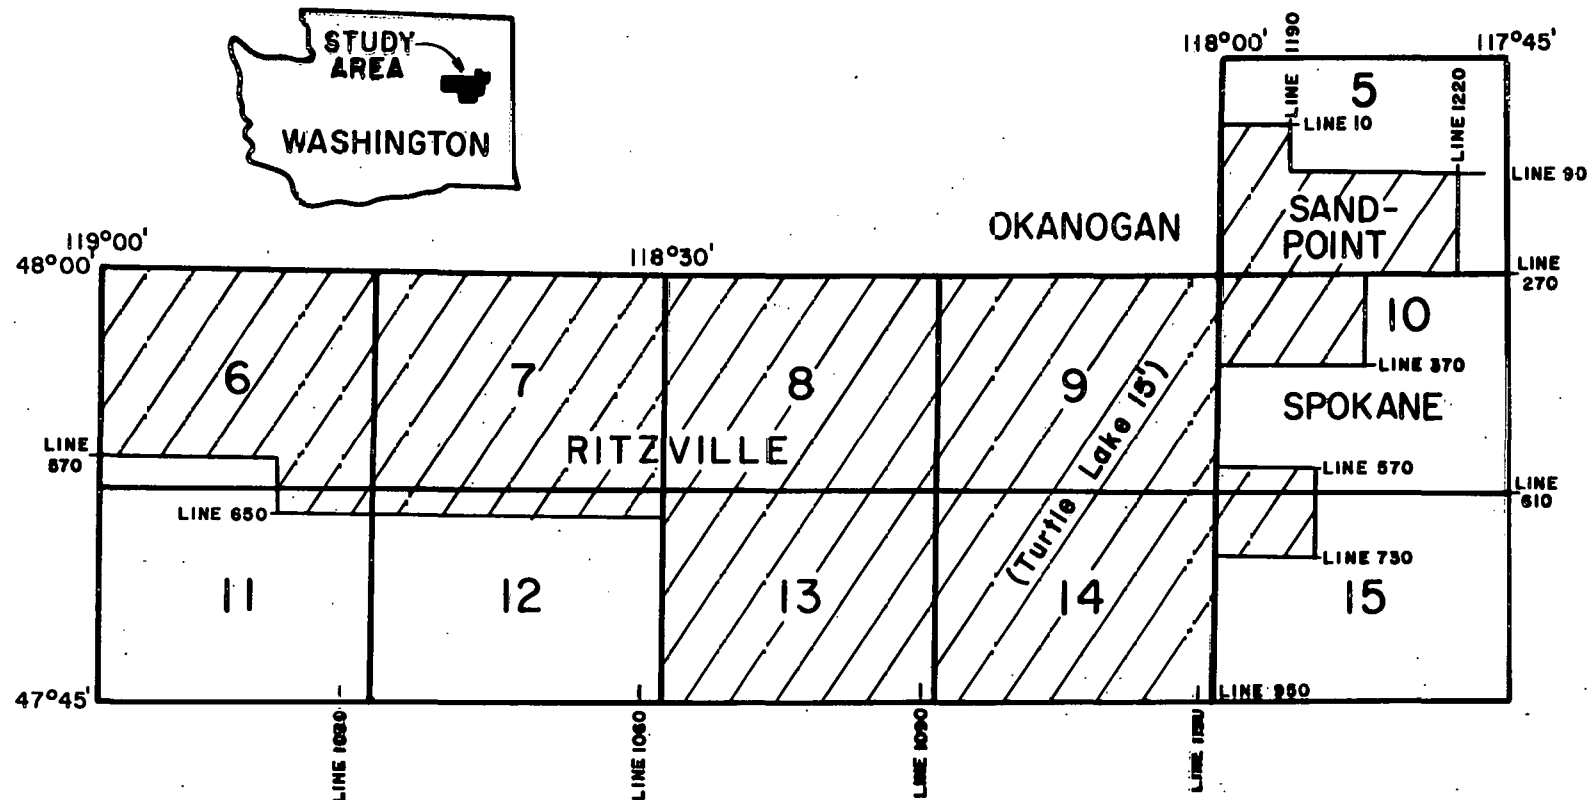 STUDY
AREA
WASHINGTON
118°00'
117°45'
LINE 1190
5
LINE 1220
LINE 10
LINE 90
SAND-
POINT
OKANOGAN
119°00'
48°00'
118°30'
LINE
270
10
LINE 370
6
7
8
9
(Turtle Lake 15')
SPOKANE
RITZVILLE
LINE
570
LINE 570
LINE
610
LINE 650
LINE 730
11
12
13
14
15
47°45'
LINE 950
LINE
LINE 1060
LINE 1090
LINE